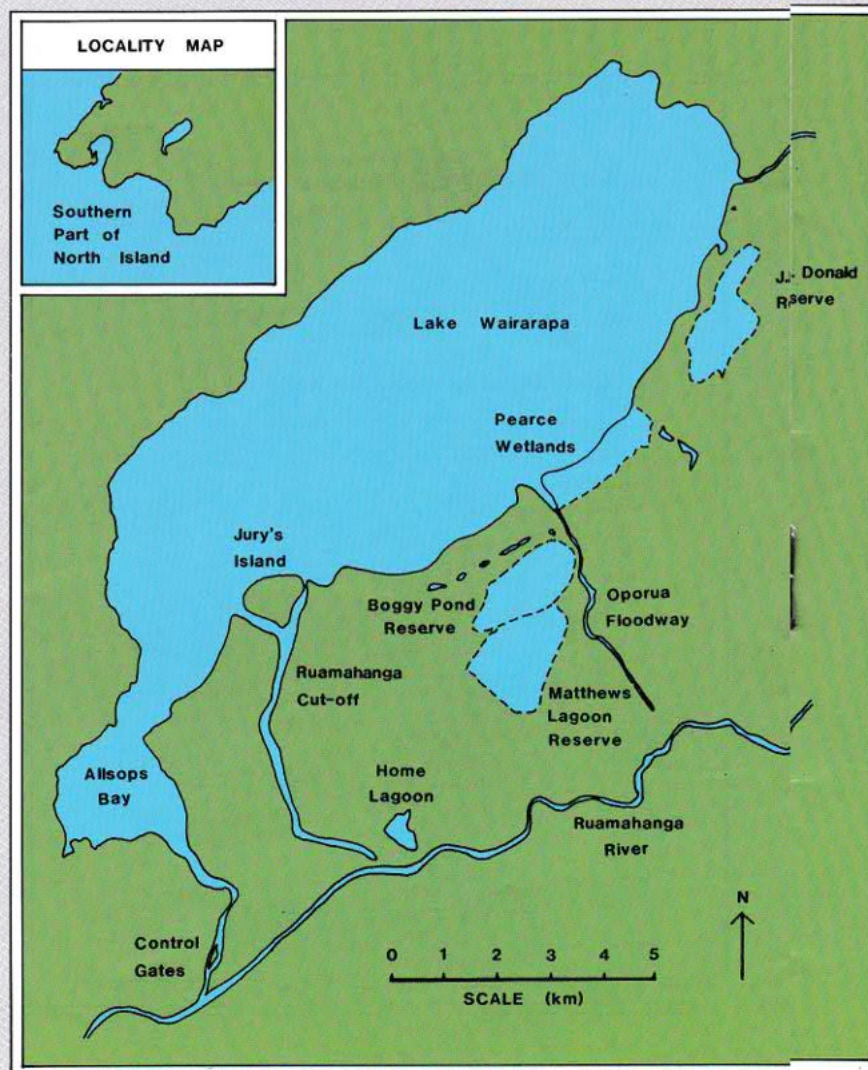 LOCALITY MAP
Southern
Part of
North Island
Lake Wairarapa
J. Donald
Reserve
Pearce
Wetlands
Jury's
Island
Boggy Pond
Reserve
Oporua
Floodway
Ruamahanga
Cut-off
Matthews
Lagoon
Reserve
Allsops
Bay
Home
Lagoon
Ruamahanga
River
Control
Gates
N
0 1 2 3 4 5
SCALE (km)